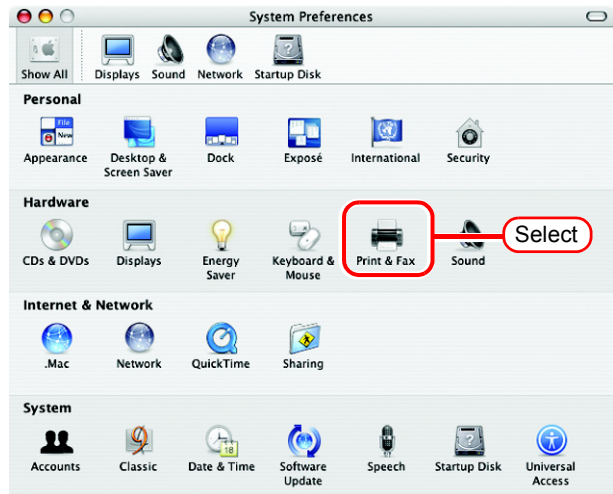 System Preferences
Show All Displays Sound Network Startup Disk
Personal
File
New
Appearance Desktop & Screen Saver Dock Exposé International Security
Hardware
CDs & DVDs Displays Energy Saver Keyboard & Mouse Print & Fax Sound
Select
Internet & Network
.Mac Network QuickTime Sharing
System
18
Accounts Classic Date & Time Software Update Speech Startup Disk Universal Access